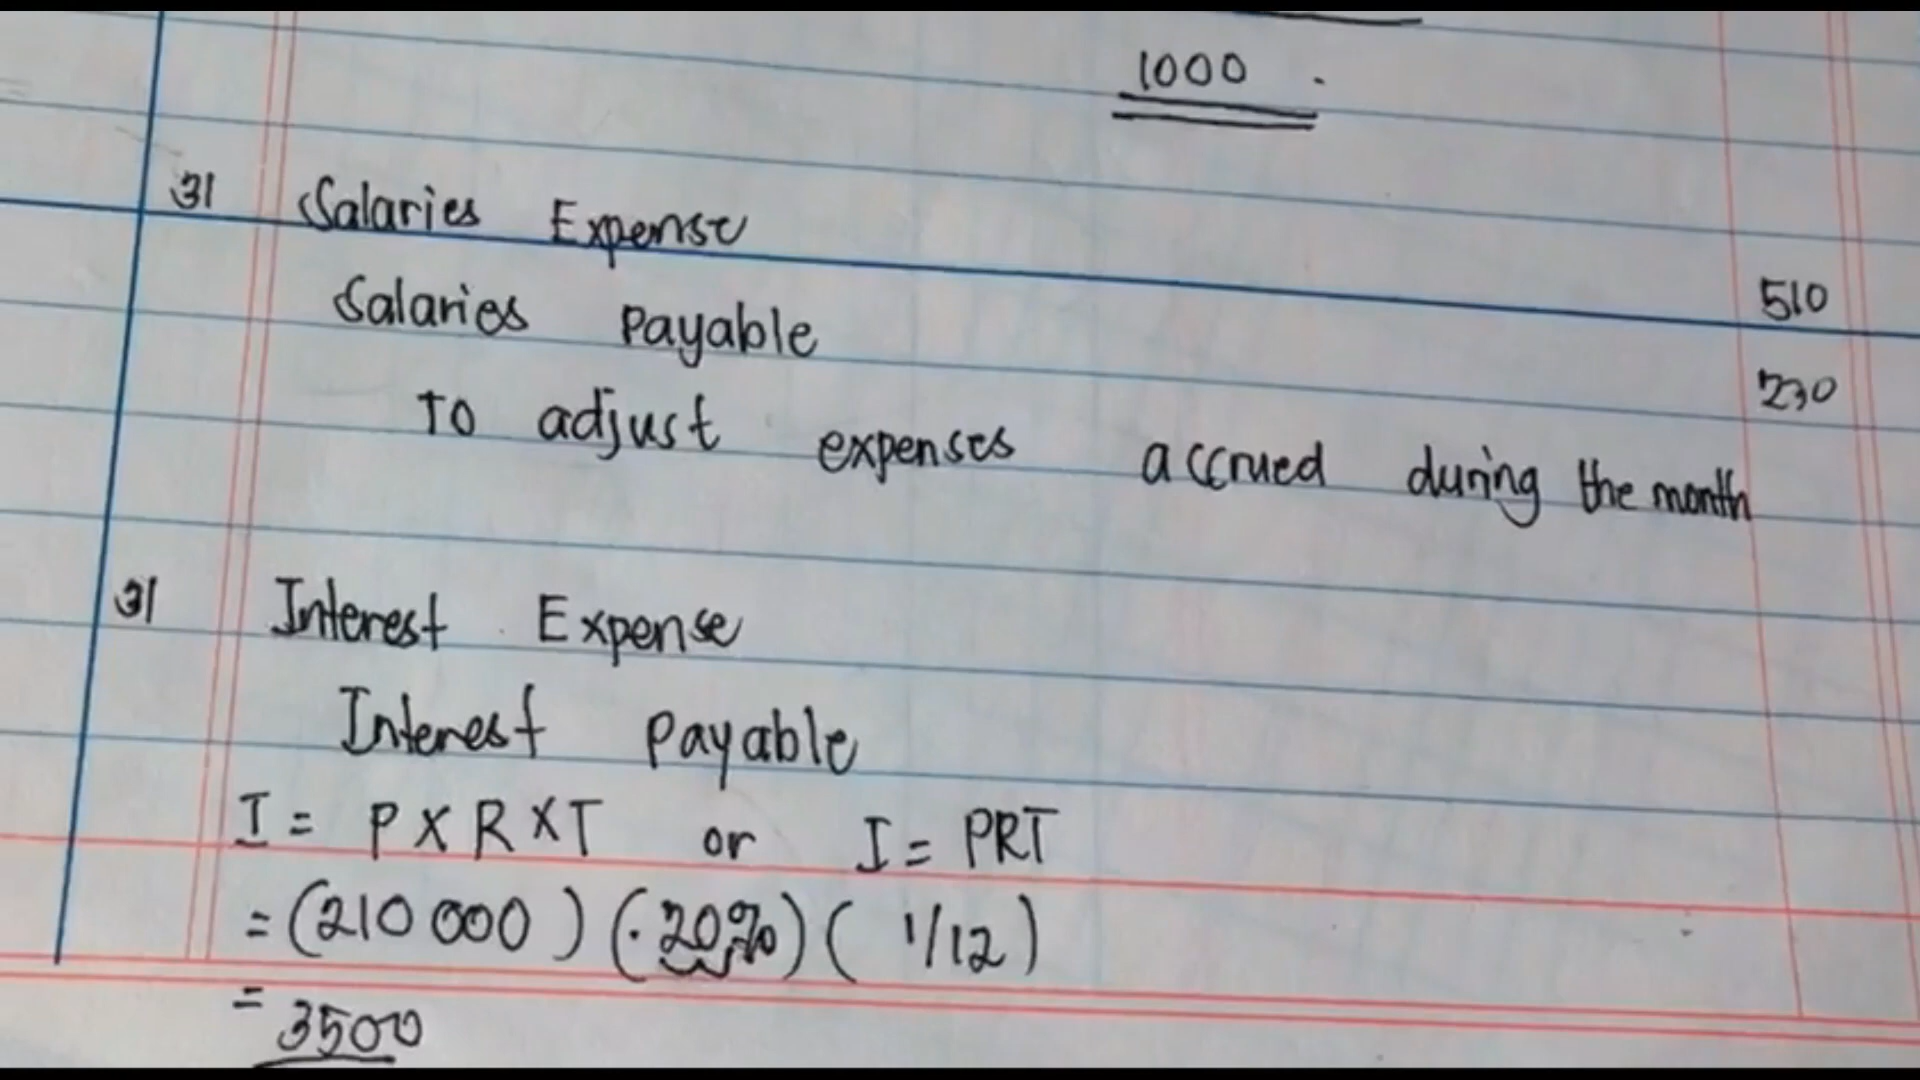 1000
31 Salaries Expense 510
Salaries Payable 230
To adjust expenses accrued during the month
31 Interest Expense
Interest Payable
I = P X R X T or I = PRT
= (210 000) (.20%) ( 1/12)
= 3500